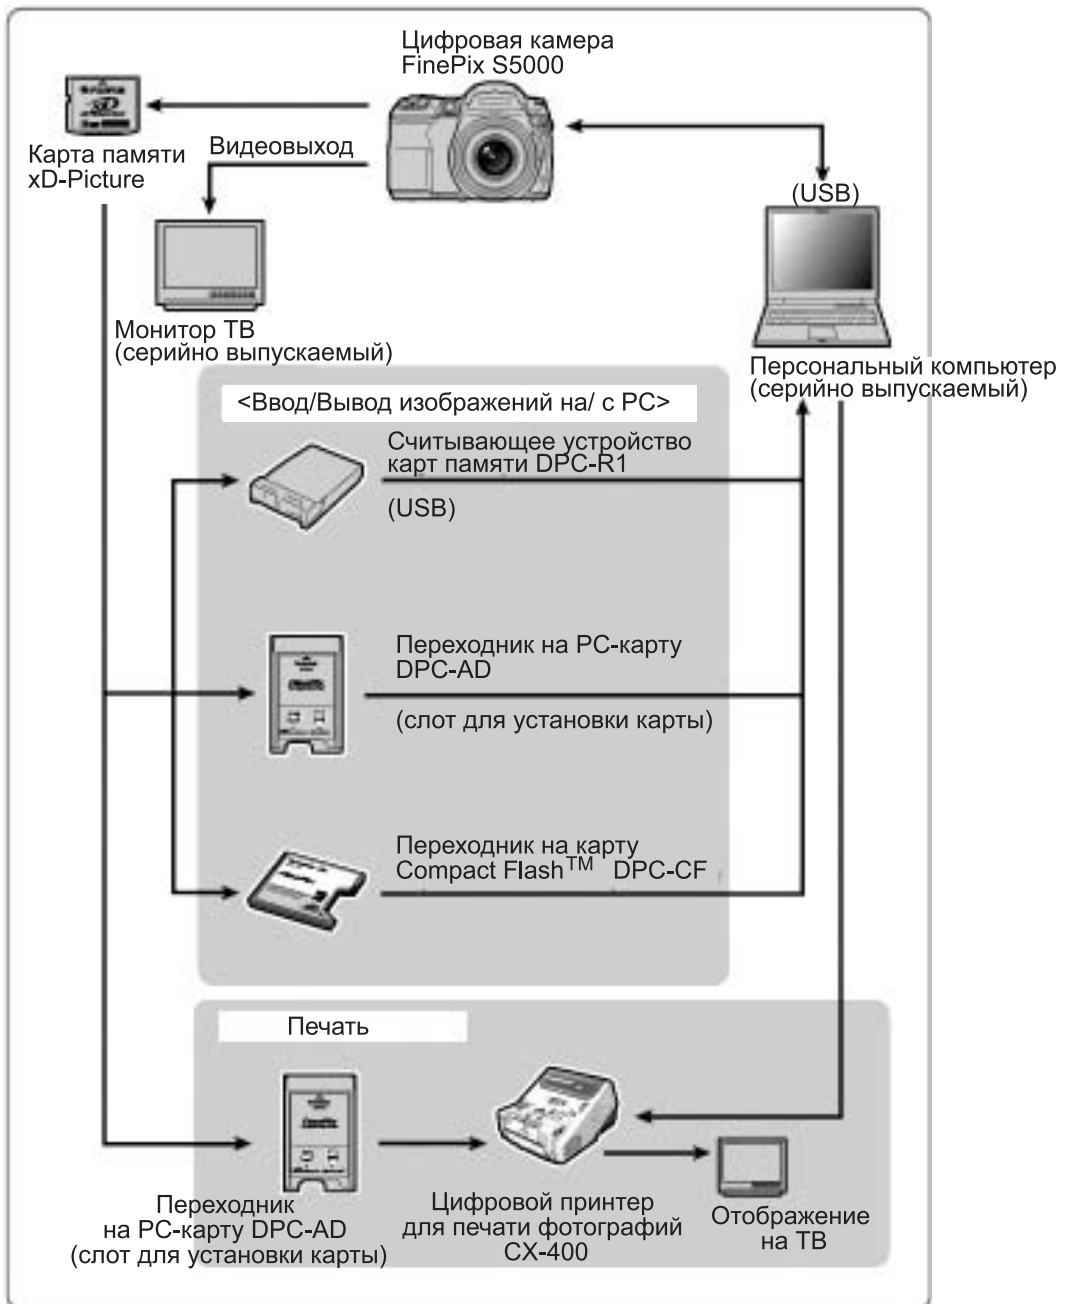 Цифровая камера
FinePix S5000
Карта памяти
xD-Picture
Видеовыход
(USB)
Монитор ТВ
(серийно выпускаемый)
Персональный компьютер
(серийно выпускаемый)
<Ввод/Вывод изображений на/ с PC>
Считывающее устройство
карт памяти DPC-R1
(USB)
Переходник на PC-карту
DPC-AD
(слот для установки карты)
Переходник на карту
Compact Flash™ DPC-CF
Печать
Переходник
на PC-карту DPC-AD
(слот для установки карты)
Цифровой принтер
для печати фотографий
CX-400
Отображение
на ТВ